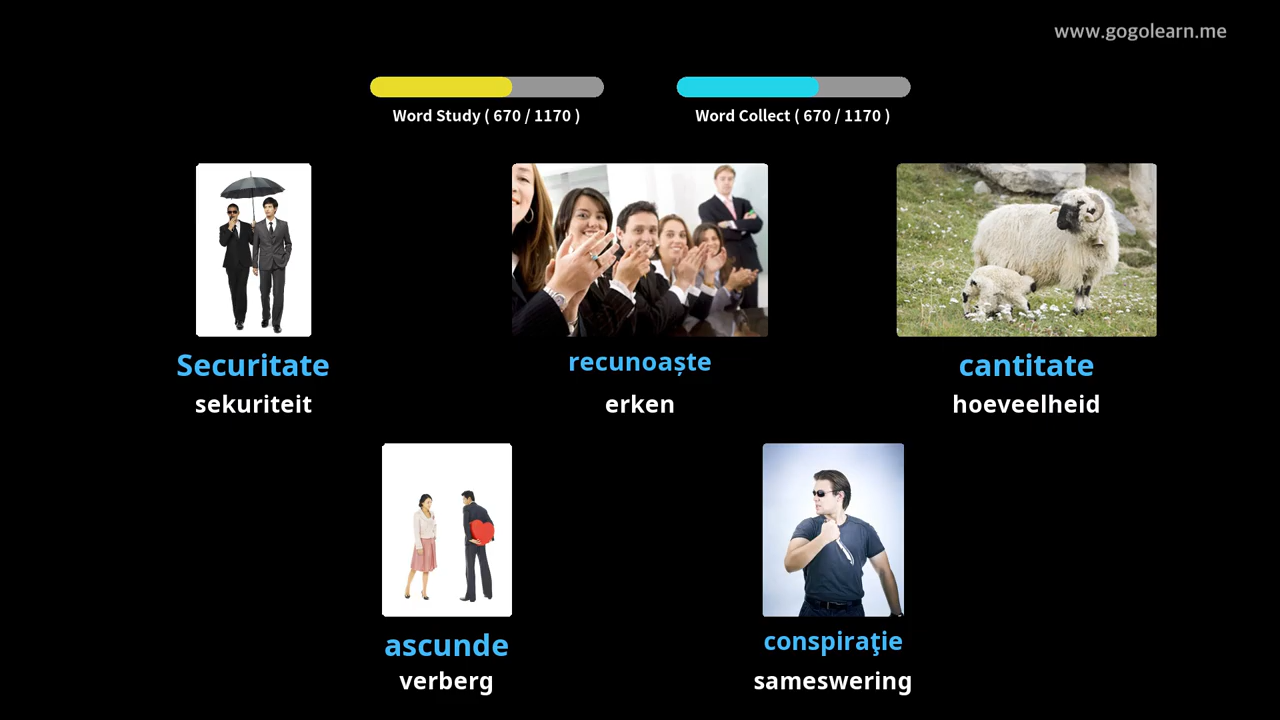 www.gogolearn.me
Word Study ( 670 / 1170 )
Word Collect ( 670 / 1170 )
Securitate
sekuriteit
recunoaște
erken
cantitate
hoeveelheid
ascunde
verberg
conspiraţie
sameswering